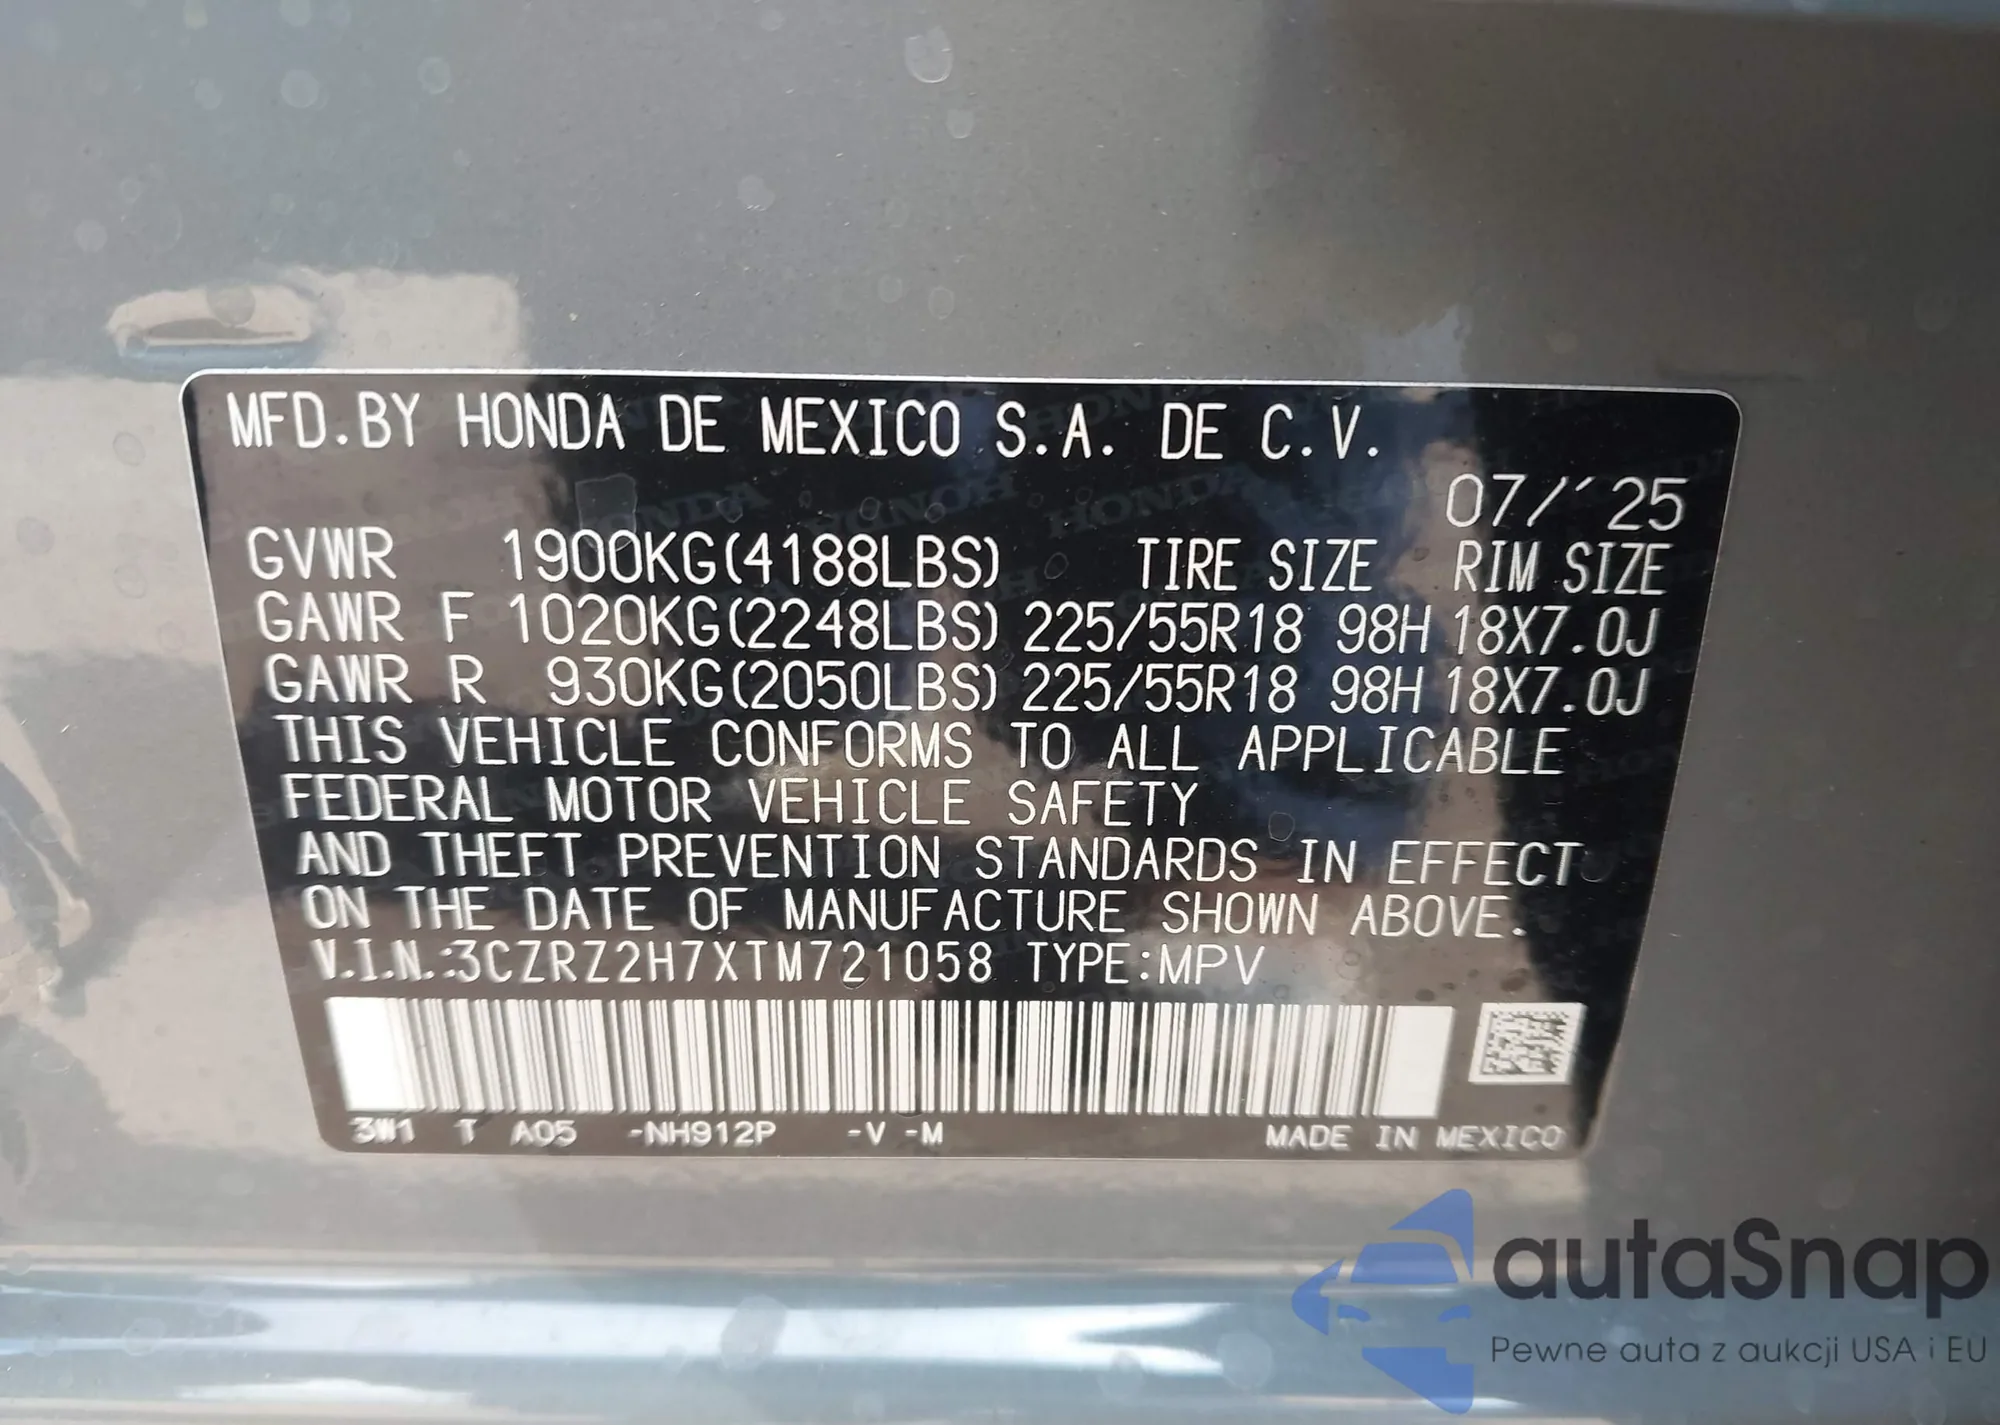 MFD.BY HONDA DE MEXICO S.A. DE C.V.
07/´25
GVWR 1900KG(4188LBS) TIRE SIZE RIM SIZE
GAWR F 1020KG(2248LBS) 225/55R18 98H 18X7.0J
GAWR R 930KG(2050LBS) 225/55R18 98H 18X7.0J
THIS VEHICLE CONFORMS TO ALL APPLICABLE
FEDERAL MOTOR VEHICLE SAFETY
AND THEFT PREVENTION STANDARDS IN EFFECT
ON THE DATE OF MANUFACTURE SHOWN ABOVE.
V.I.N.:3CZRZ2H7XTM721058 TYPE:MPV
3W1 T A05 -NH912P -V -M MADE IN MEXICO
autaSnap
Pewne auta z aukcji USA i EU